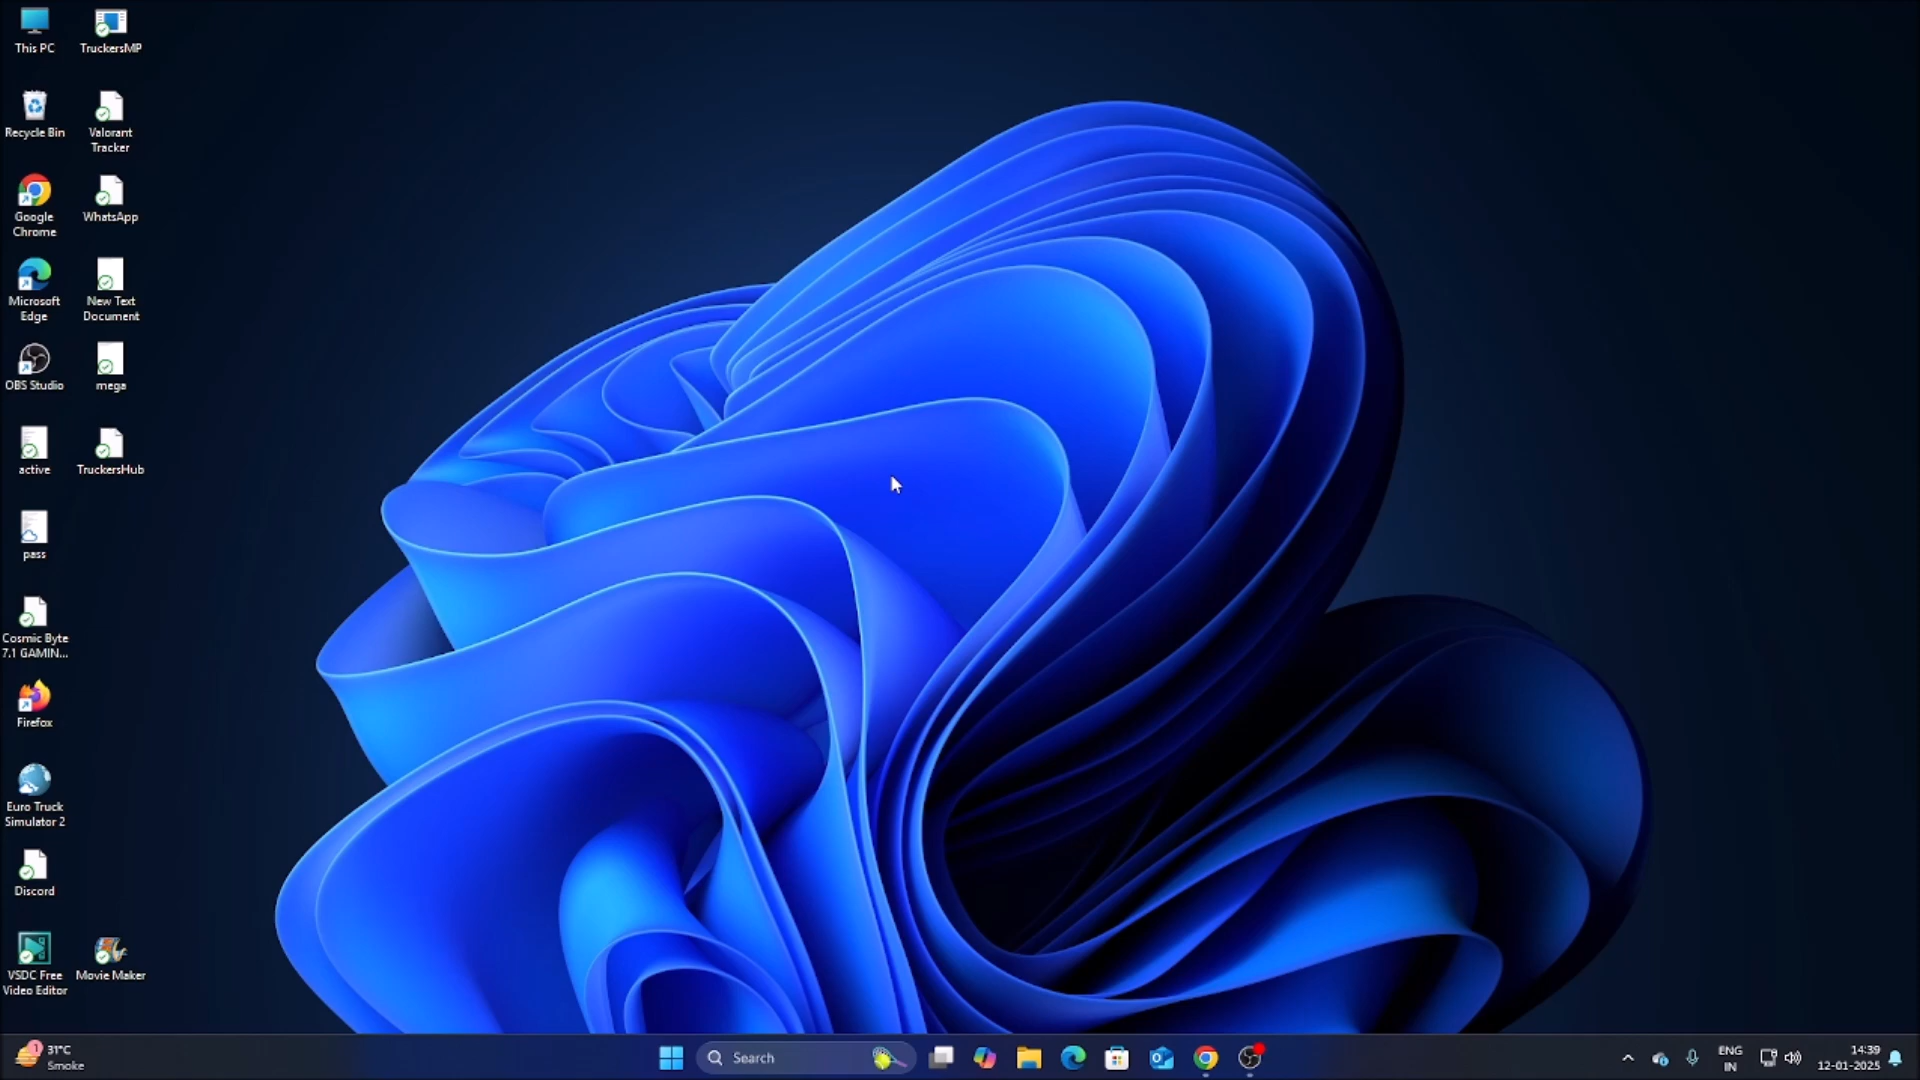 This PC
TruckersMP
Recycle Bin
Valorant
Tracker
Google
Chrome
WhatsApp
Microsoft
Edge
New Text
Document
OBS Studio
mega
active
TruckersHub
pass
Cosmic Byte
7.1 GAMIN...
Firefox
Euro Truck
Simulator 2
Discord
VSDC Free
Video Editor
Movie Maker
1
31°C
Smoke
Search
ENG
IN
14:39
12-01-2025